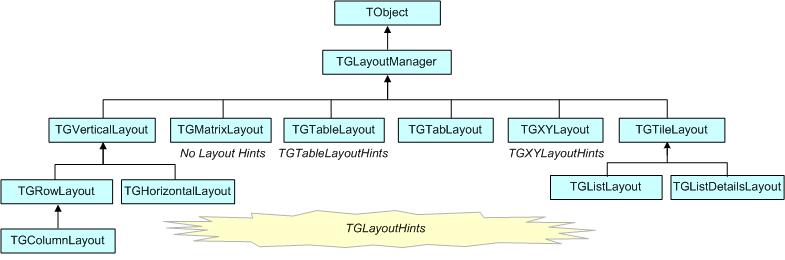 TObject
TGLayoutManager
TGVerticalLayout
TGMatrixLayout
TGTableLayout
TGTabLayout
TGXYLayout
TGTileLayout
No Layout Hints
TGTableLayoutHints
TGXYLayoutHints
TGRowLayout
TGHorizontalLayout
TGListLayout
TGListDetailsLayout
TGColumnLayout
TGLayoutHints